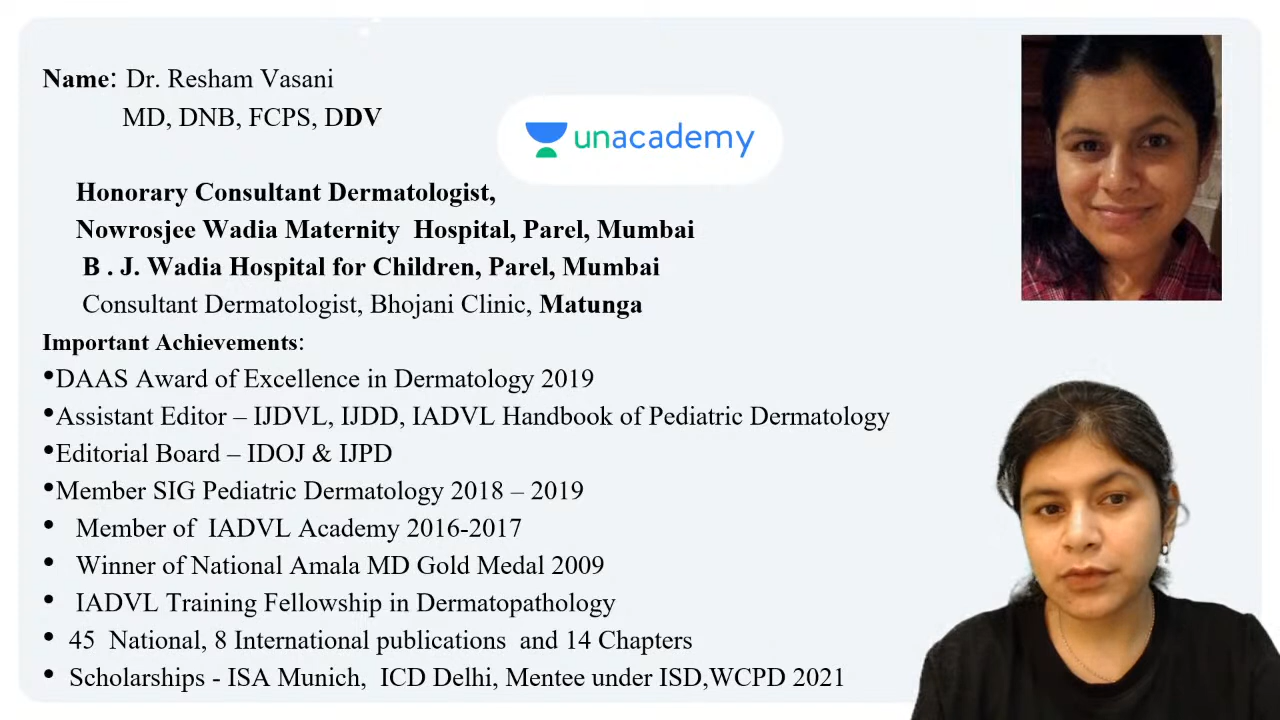 Name: Dr. Resham Vasani
MD, DNB, FCPS, DDV
unacademy
Honorary Consultant Dermatologist,
Nowrosjee Wadia Maternity Hospital, Parel, Mumbai
B . J. Wadia Hospital for Children, Parel, Mumbai
Consultant Dermatologist, Bhojani Clinic, Matunga
Important Achievements:
•DAAS Award of Excellence in Dermatology 2019
•Assistant Editor – IJDVL, IJDD, IADVL Handbook of Pediatric Dermatology
•Editorial Board – IDOJ & IJPD
•Member SIG Pediatric Dermatology 2018 – 2019
• Member of IADVL Academy 2016-2017
• Winner of National Amala MD Gold Medal 2009
• IADVL Training Fellowship in Dermatopathology
• 45 National, 8 International publications and 14 Chapters
• Scholarships - ISA Munich, ICD Delhi, Mentee under ISD,WCPD 2021